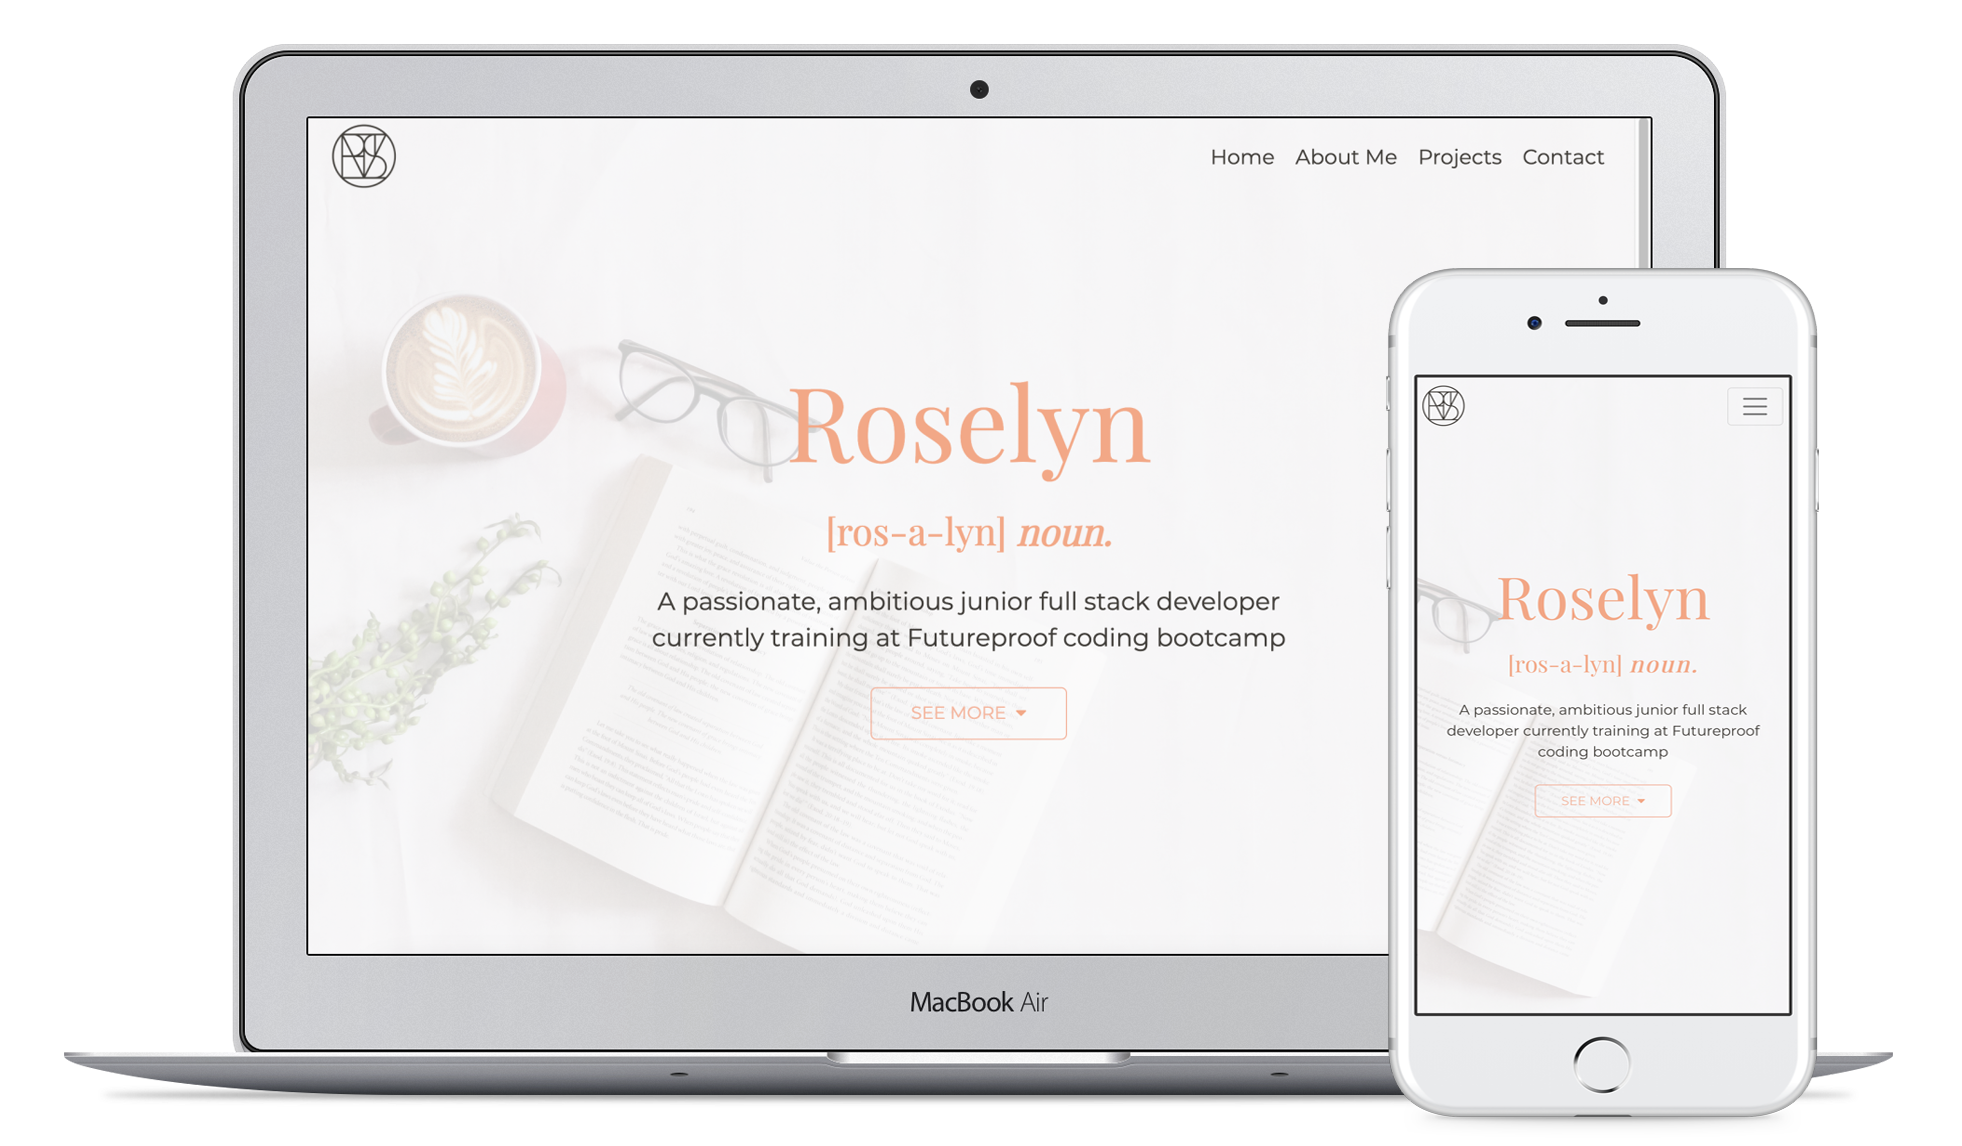 Home About Me Projects Contact
Roselyn
[ros-a-lyn] noun.
A passionate, ambitious junior full stack developer
currently training at Futureproof coding bootcamp
SEE MORE
MacBook Air
Roselyn
[ros-a-lyn] noun.
A passionate, ambitious junior full stack
developer currently training at Futureproof
coding bootcamp
SEE MORE